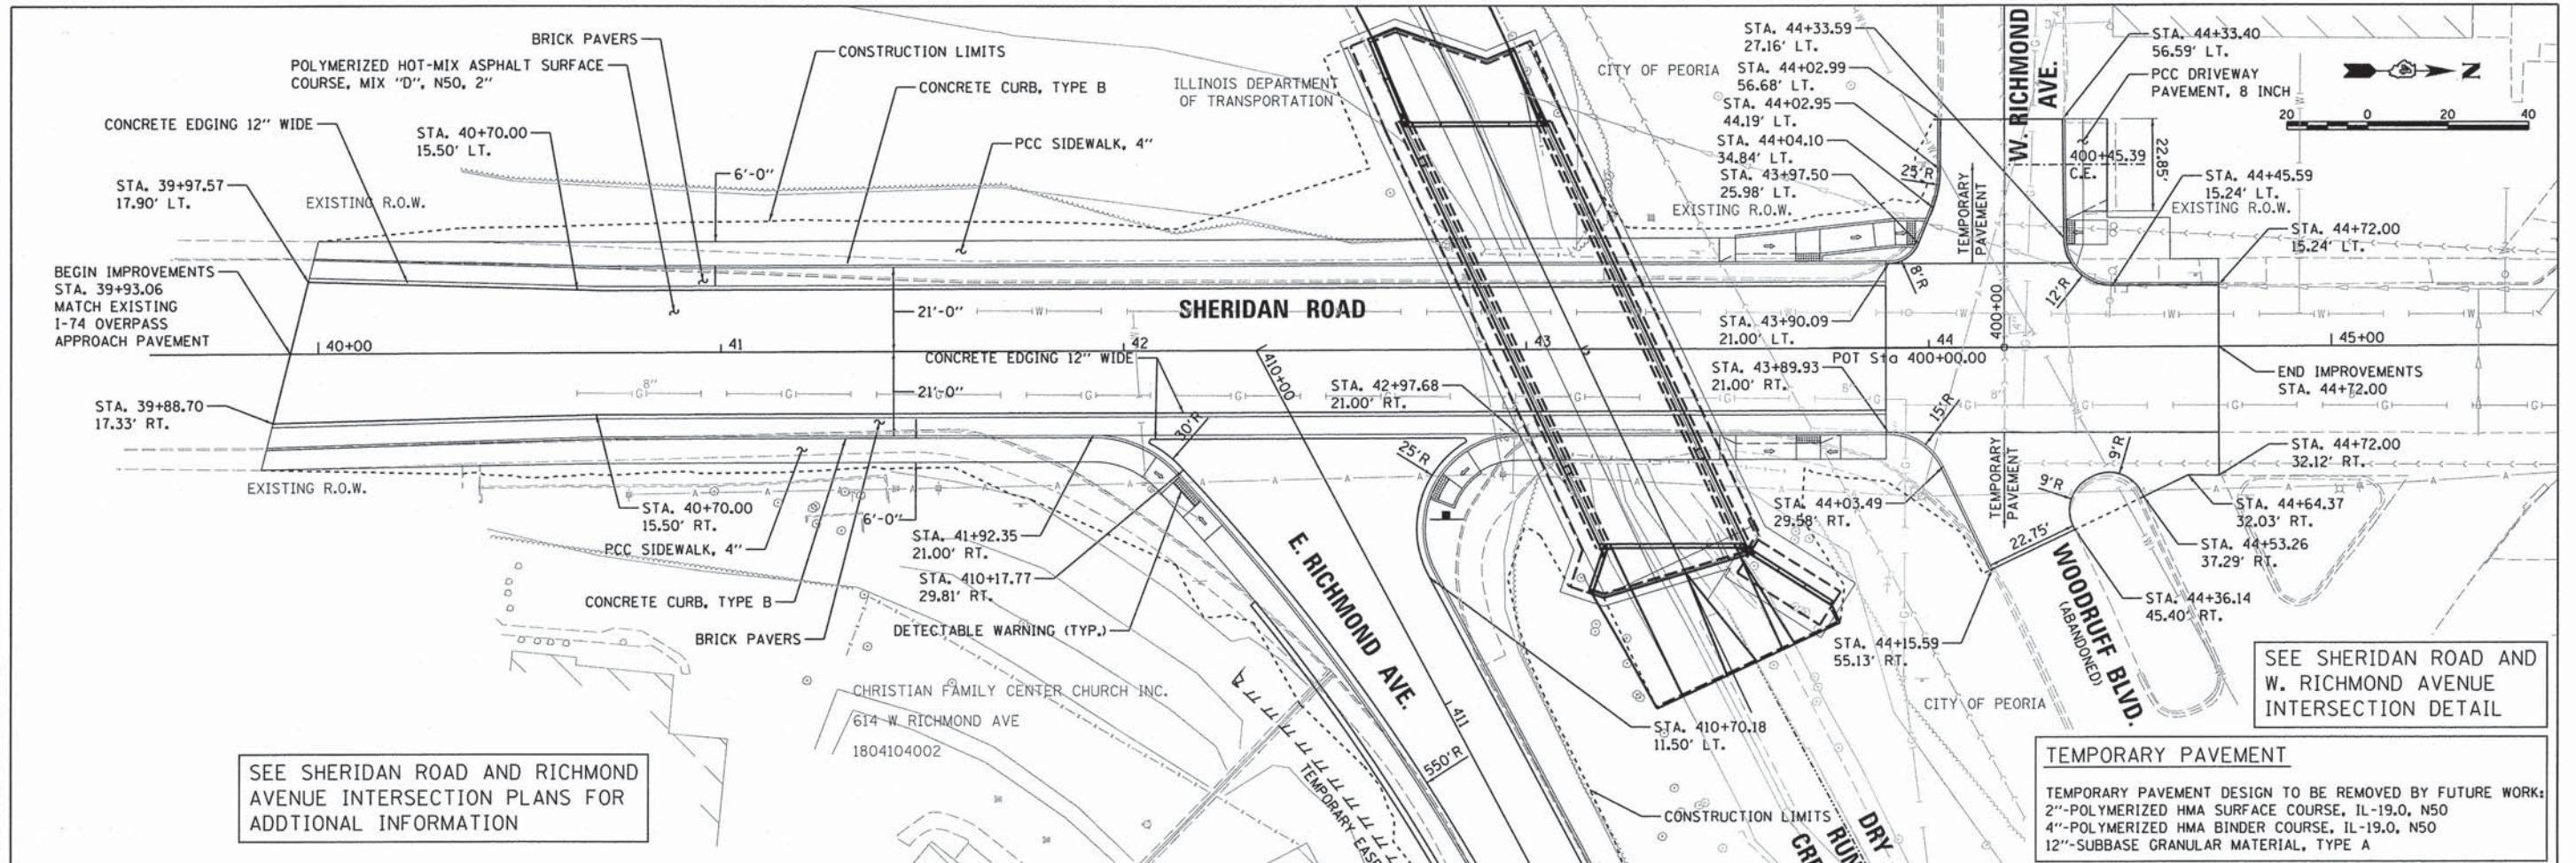 BRICK PAVERS
POLYMERIZED HOT-MIX ASPHALT SURFACE
COURSE, MIX "D", N50, 2"
CONSTRUCTION LIMITS
CONCRETE CURB, TYPE B
CONCRETE EDGING 12" WIDE
STA. 40+70.00
15.50' LT.
PCC SIDEWALK, 4"
6'-0"
STA. 39+97.57
17.90' LT.
EXISTING R.O.W.
BEGIN IMPROVEMENTS
STA. 39+93.06
MATCH EXISTING
I-74 OVERPASS
APPROACH PAVEMENT
ILLINOIS DEPARTMENT
OF TRANSPORTATION
CITY OF PEORIA
STA. 44+33.59
27.16' LT.
STA. 44+02.99
56.68' LT.
STA. 44+02.95
44.19' LT.
STA. 44+04.10
34.84' LT.
STA. 43+97.50
25.98' LT.
EXISTING R.O.W.
25'R
TEMPORARY
PAVEMENT
W. RICHMOND
AVE.
STA. 44+33.40
56.59' LT.
PCC DRIVEWAY
PAVEMENT, 8 INCH
N
20 0 20 40
400+45.39
C.E.
22.85'
STA. 44+45.59
15.24' LT.
EXISTING R.O.W.
STA. 44+72.00
15.24' LT.
8'R
12'R
SHERIDAN ROAD
21'-0"
40+00
41
42
43
44
45+00
STA. 43+90.09
21.00' LT.
400+00
POT Sta 400+00.00
CONCRETE EDGING 12" WIDE
410+00
21'-0"
8"
STA. 42+97.68
21.00' RT.
STA. 43+89.93
21.00' RT.
END IMPROVEMENTS
STA. 44+72.00
STA. 39+88.70
17.33' RT.
30'R
25'R
15'R
9'R
9'R
TEMPORARY
PAVEMENT
STA. 44+72.00
32.12' RT.
EXISTING R.O.W.
STA. 40+70.00
15.50' RT.
6'-0"
PCC SIDEWALK, 4"
STA. 41+92.35
21.00' RT.
STA. 410+17.77
29.81' RT.
STA. 44+03.49
29.58' RT.
22.75'
STA. 44+64.37
32.03' RT.
STA. 44+53.26
37.29' RT.
STA. 44+36.14
45.40' RT.
CONCRETE CURB, TYPE B
BRICK PAVERS
DETECTABLE WARNING (TYP.)
E. RICHMOND AVE.
WOODRUFF BLVD.
(ABANDONED)
STA. 44+15.59
55.13' RT.
CHRISTIAN FAMILY CENTER CHURCH INC.
614 W RICHMOND AVE
1804104002
411
550'R
STA. 410+70.18
11.50' LT.
CITY OF PEORIA
SEE SHERIDAN ROAD AND
W. RICHMOND AVENUE
INTERSECTION DETAIL
SEE SHERIDAN ROAD AND RICHMOND
AVENUE INTERSECTION PLANS FOR
ADDTIONAL INFORMATION
TEMPORARY
CONSTRUCTION LIMITS
DRY
TEMPORARY PAVEMENT
TEMPORARY PAVEMENT DESIGN TO BE REMOVED BY FUTURE WORK:
2"-POLYMERIZED HMA SURFACE COURSE, IL-19.0, N50
4"-POLYMERIZED HMA BINDER COURSE, IL-19.0, N50
12"-SUBBASE GRANULAR MATERIAL, TYPE A